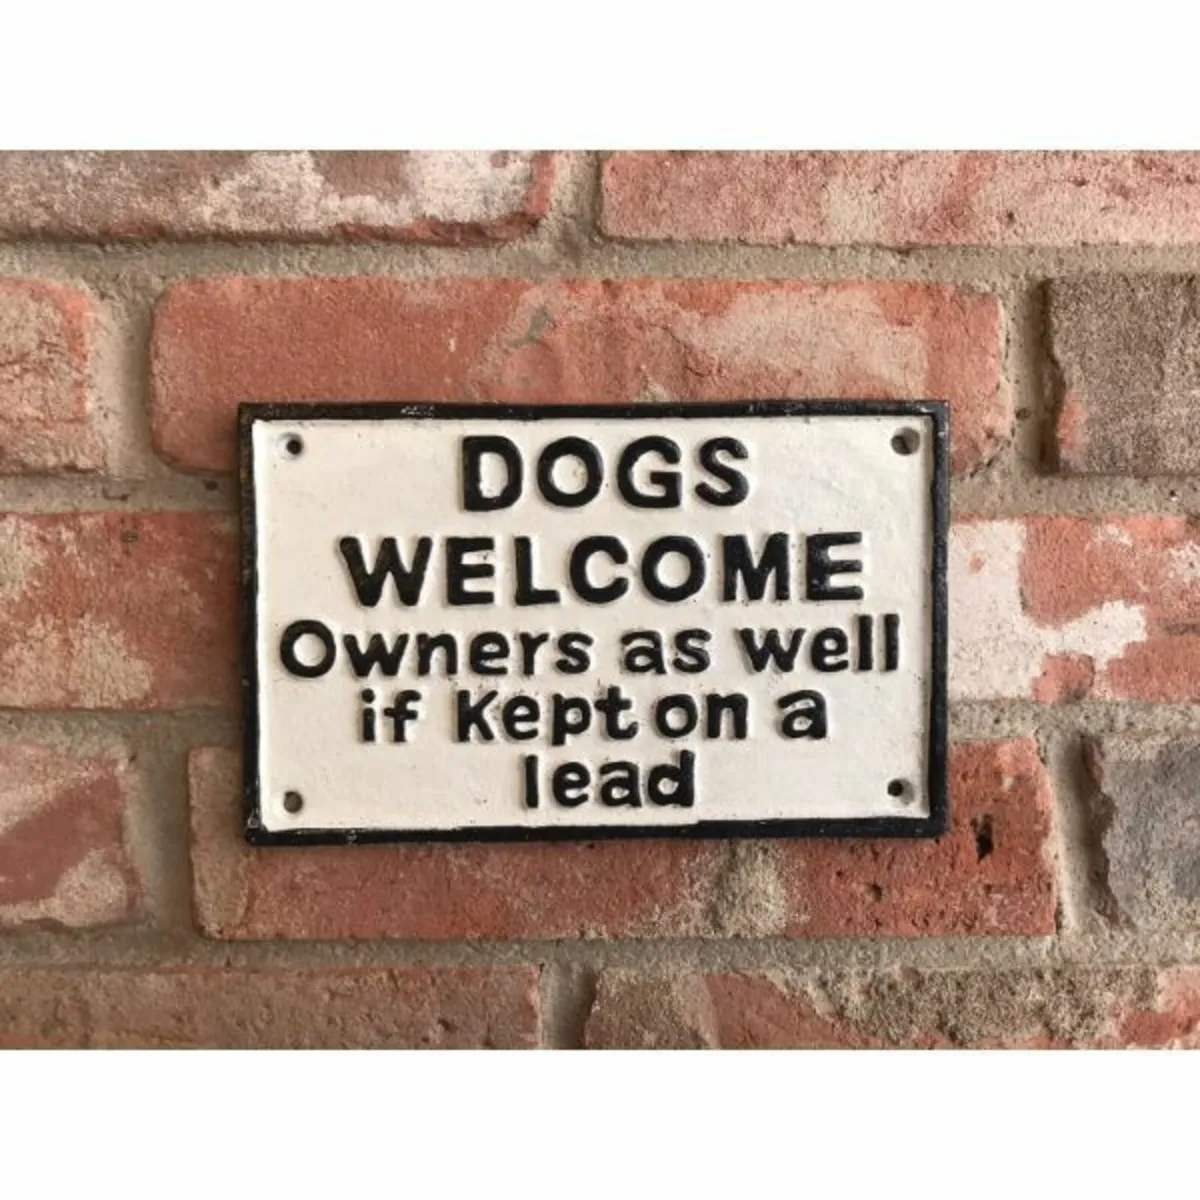 DOGS
WELCOME
Owners as well
if Kept on a
lead